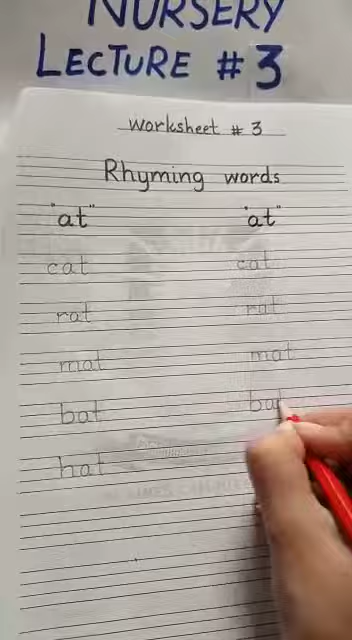 NURSERY
LECTURE # 3
Worksheet # 3
Rhyming words
"at" "at"
cat cat
rat rat
mat mat
bat bat
hat